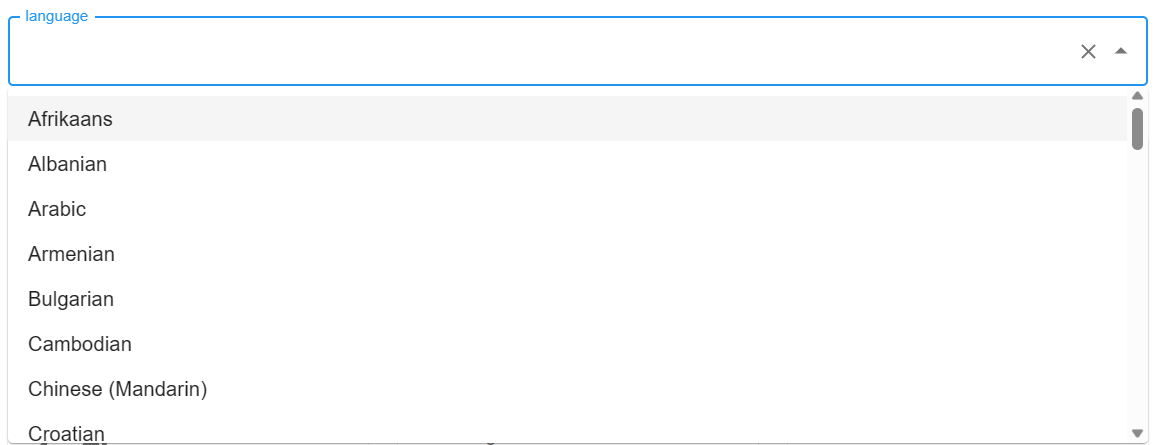 language
Afrikaans
Albanian
Arabic
Armenian
Bulgarian
Cambodian
Chinese (Mandarin)
Croatian